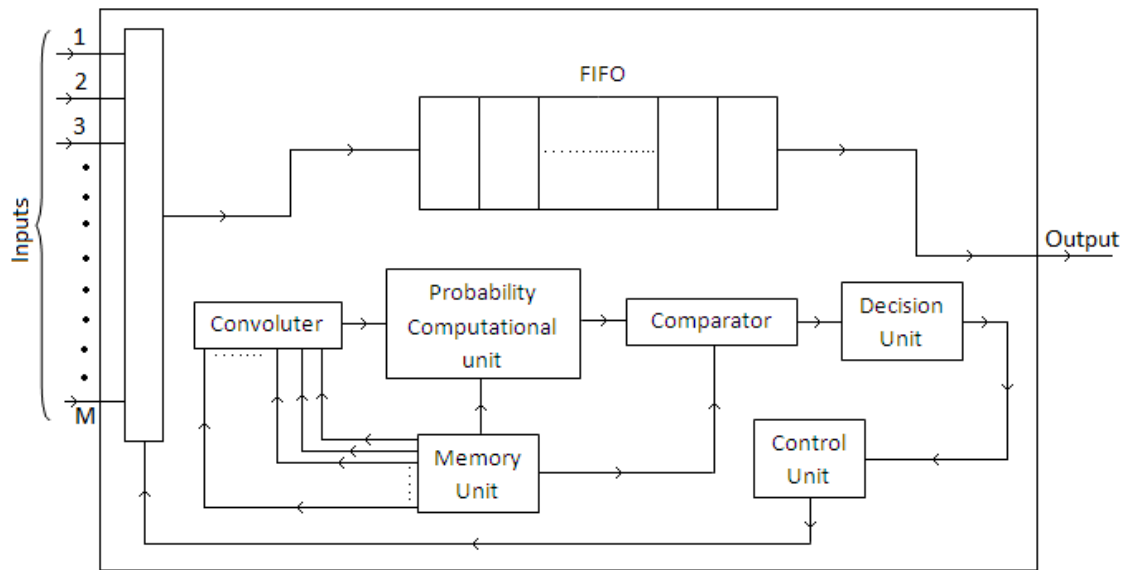 1
2
3
M
Inputs
FIFO
Output
Convoluter
Probability
Computational
unit
Comparator
Decision
Unit
Memory
Unit
Control
Unit